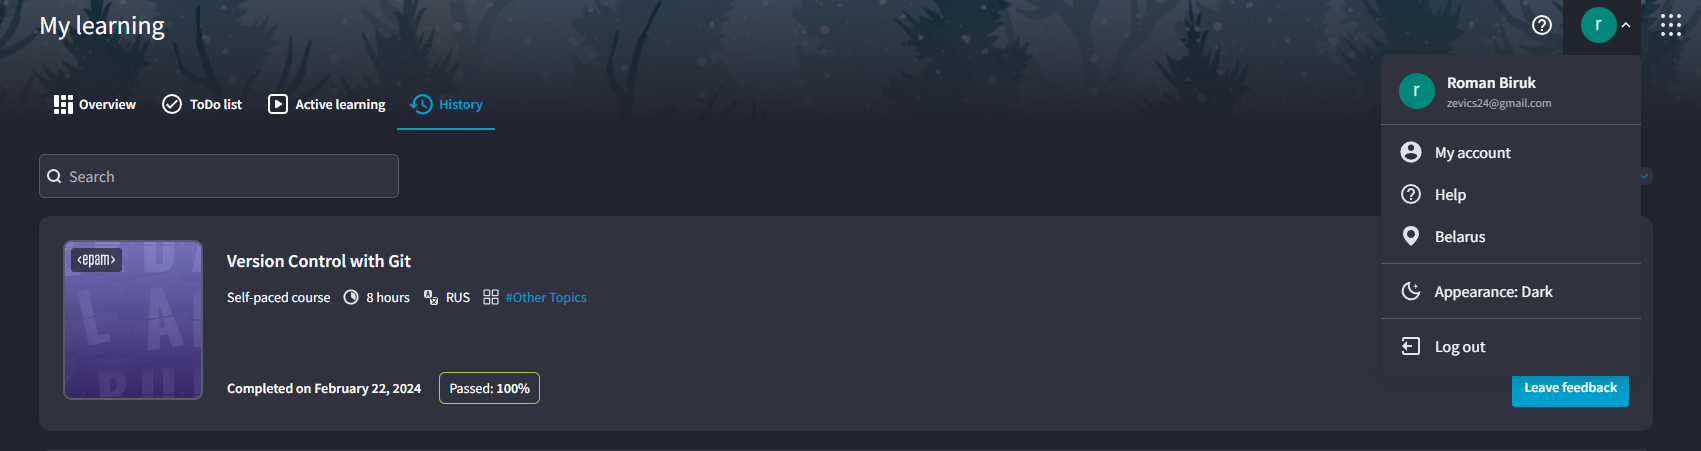 My learning
r
Overview
ToDo list
Active learning
History
Roman Biruk
zevics24@gmail.com
My account
Help
Belarus
Appearance: Dark
Log out
Search
<epam>
Version Control with Git
Self-paced course 8 hours RUS #Other Topics
Completed on February 22, 2024 Passed: 100%
Leave feedback